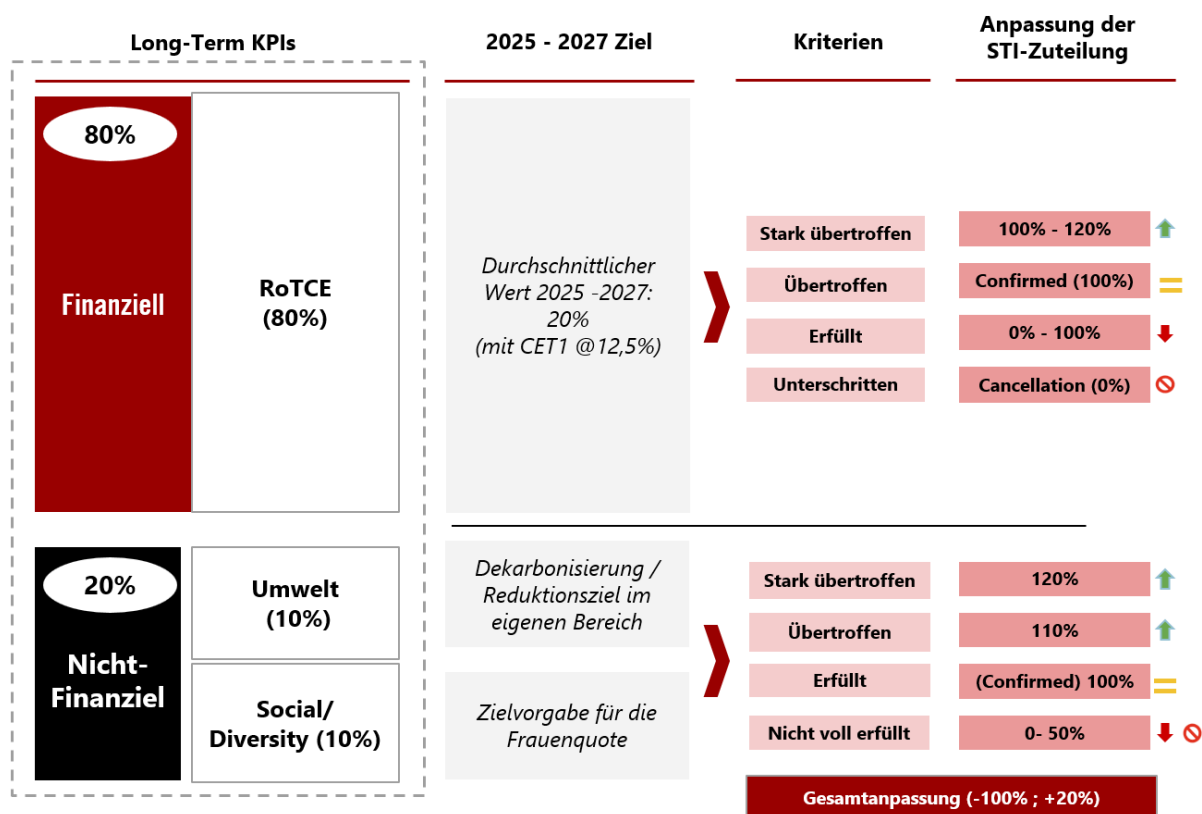 Long-Term KPIs
2025 - 2027 Ziel
Kriterien
Anpassung der
STI-Zuteilung
80%
Finanziell
RoTCE
(80%)
Durchschnittlicher
Wert 2025 -2027:
20%
(mit CET1 @12,5%)
Stark übertroffen
100% - 120%
Übertroffen
Confirmed (100%)
Erfüllt
0% - 100%
Unterschritten
Cancellation (0%)
20%
Nicht-
Finanziel
Umwelt
(10%)
Social/
Diversity (10%)
Dekarbonisierung /
Reduktionsziel im
eigenen Bereich
Zielvorgabe für die
Frauenquote
Stark übertroffen
120%
Übertroffen
110%
Erfüllt
(Confirmed) 100%
Nicht voll erfüllt
0- 50%
Gesamtanpassung (-100% ; +20%)